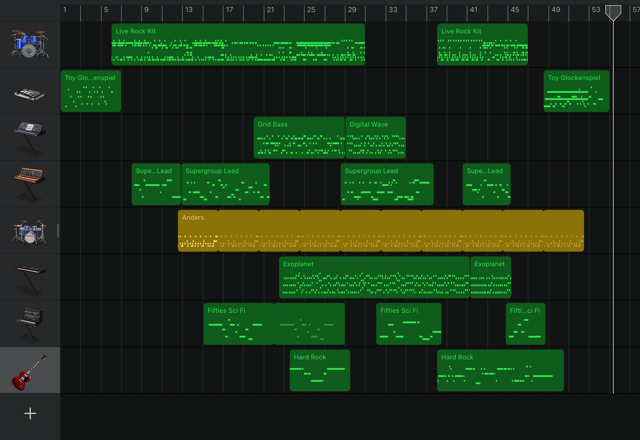 1 5 9 13 17 21 25 29 33 37 41 45 49 53 57
Live Rock Kit Live Rock Kit
Toy Glo...enspiel Toy Glockenspiel
Grid Bass Digital Wave
Supe...Lead Supergroup Lead Supergroup Lead Supe...Lead
Anders
Exoplanet Exoplanet
Fifties Sci Fi Fifties Sci Fi Fifti...ci Fi
Hard Rock Hard Rock